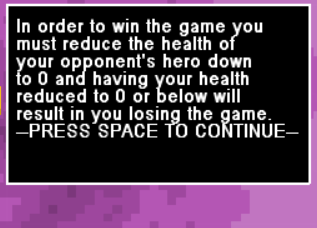 In order to win the game you
must reduce the health of
your opponent's hero down
to 0 and having your health
reduced to 0 or below will
result in you losing the game.
—PRESS SPACE TO CONTINUE—